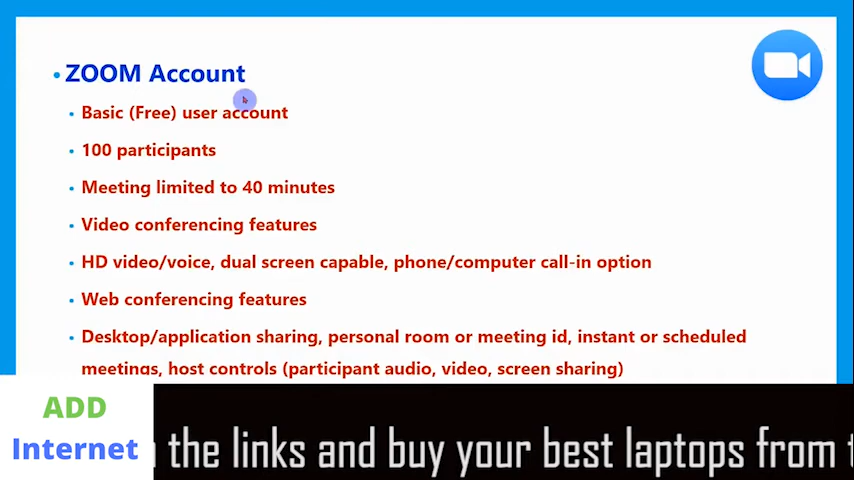 • ZOOM Account
• Basic (Free) user account
• 100 participants
• Meeting limited to 40 minutes
• Video conferencing features
• HD video/voice, dual screen capable, phone/computer call-in option
• Web conferencing features
• Desktop/application sharing, personal room or meeting id, instant or scheduled
meetings, host controls (participant audio, video, screen sharing)
ADD
Internet
the links and buy your best laptops from